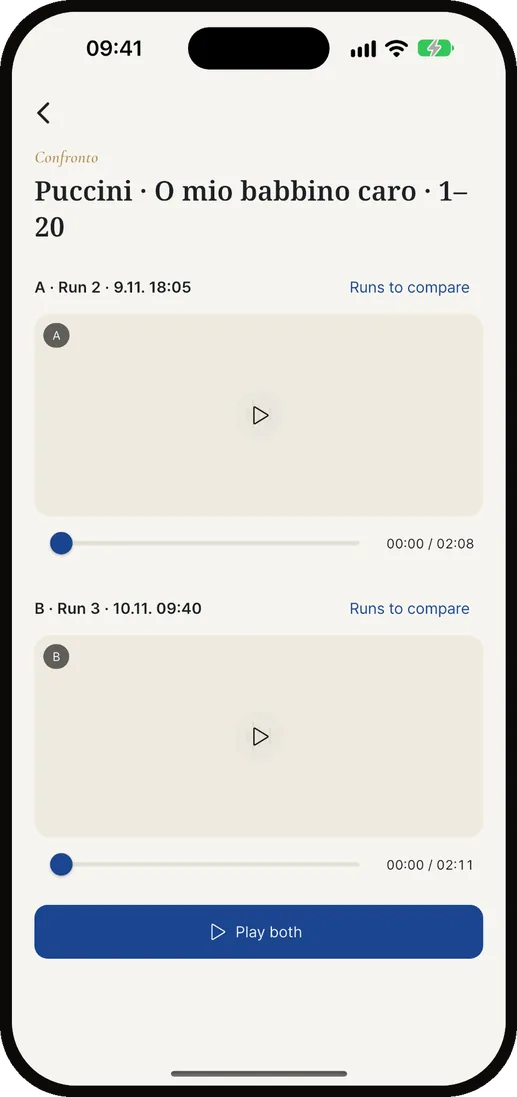 09:41
Confronto
Puccini · O mio babbino caro · 1–
20
A · Run 2 · 9.11. 18:05 Runs to compare
A
00:00 / 02:08
B · Run 3 · 10.11. 09:40 Runs to compare
B
00:00 / 02:11
Play both